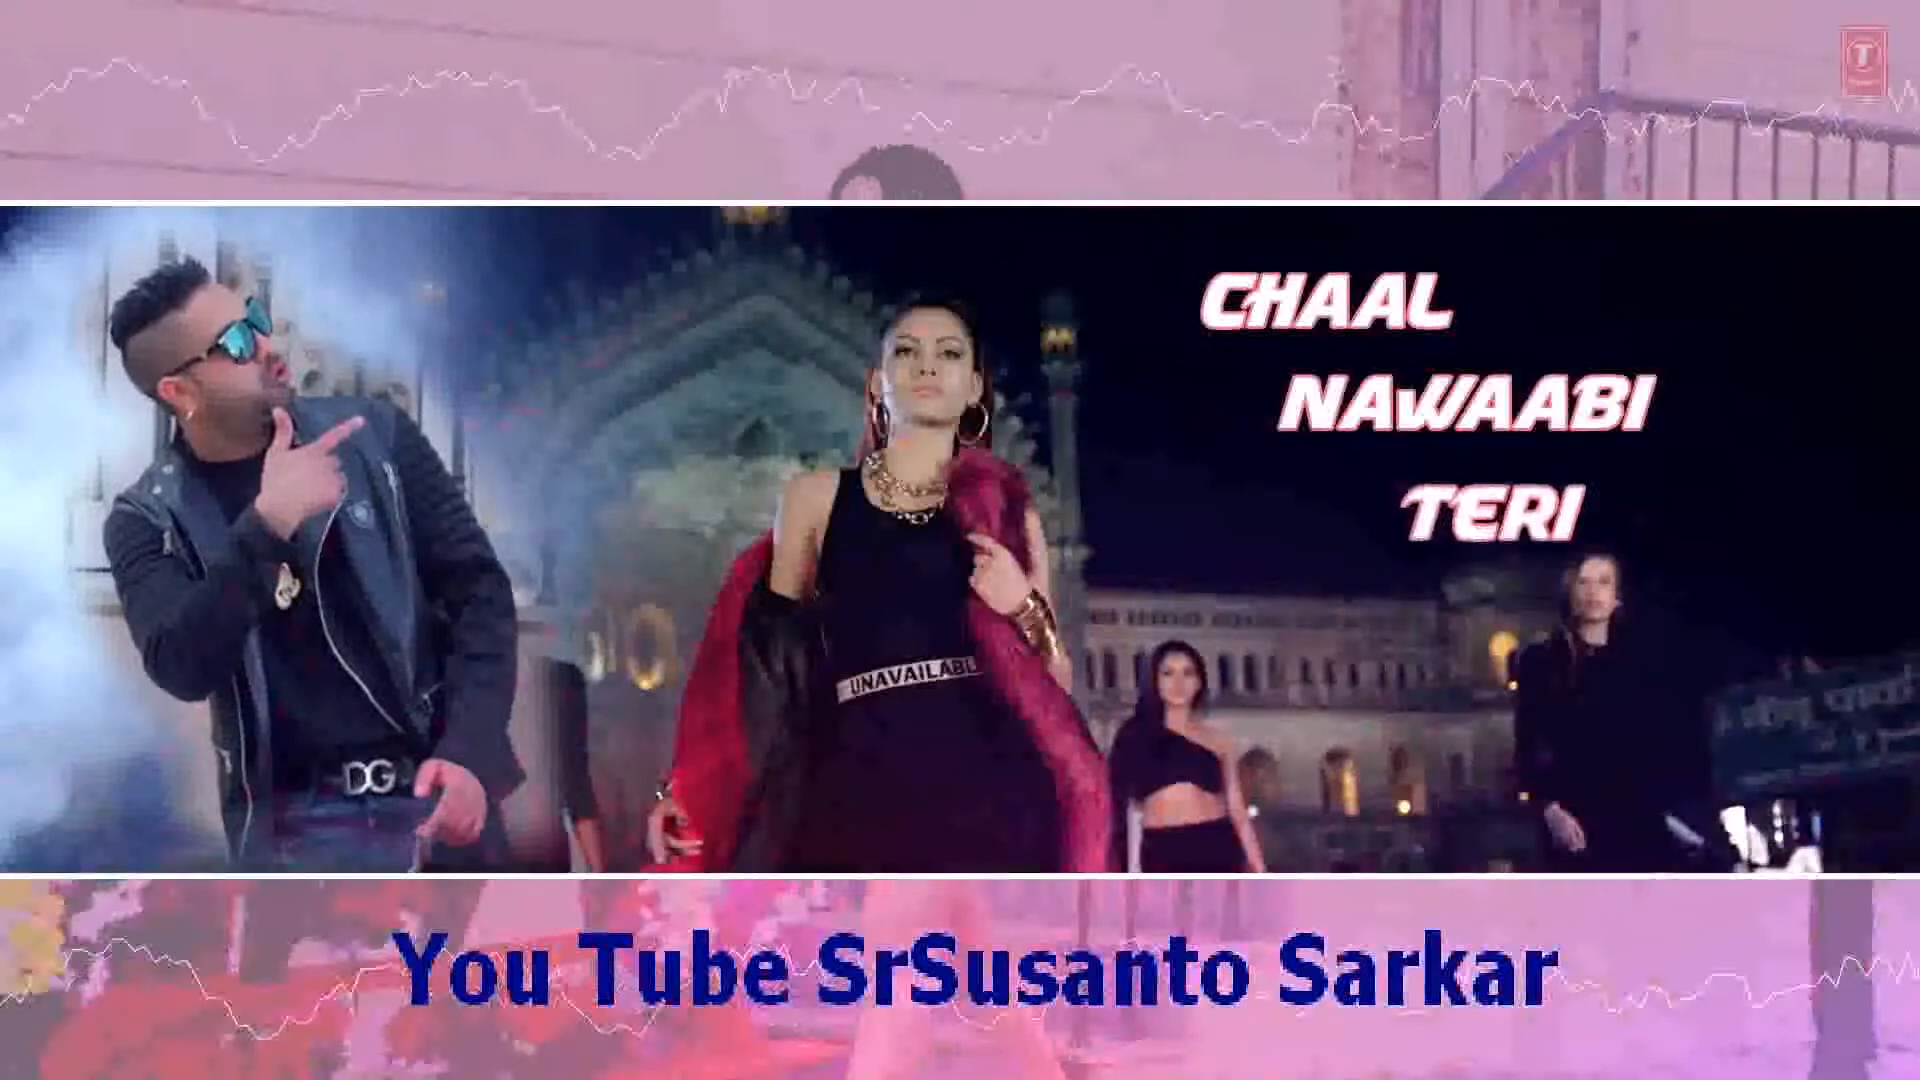 T
CHAAL
NAWAABI
TERI
UNAVAILABL
DG
You Tube SrSusanto Sarkar